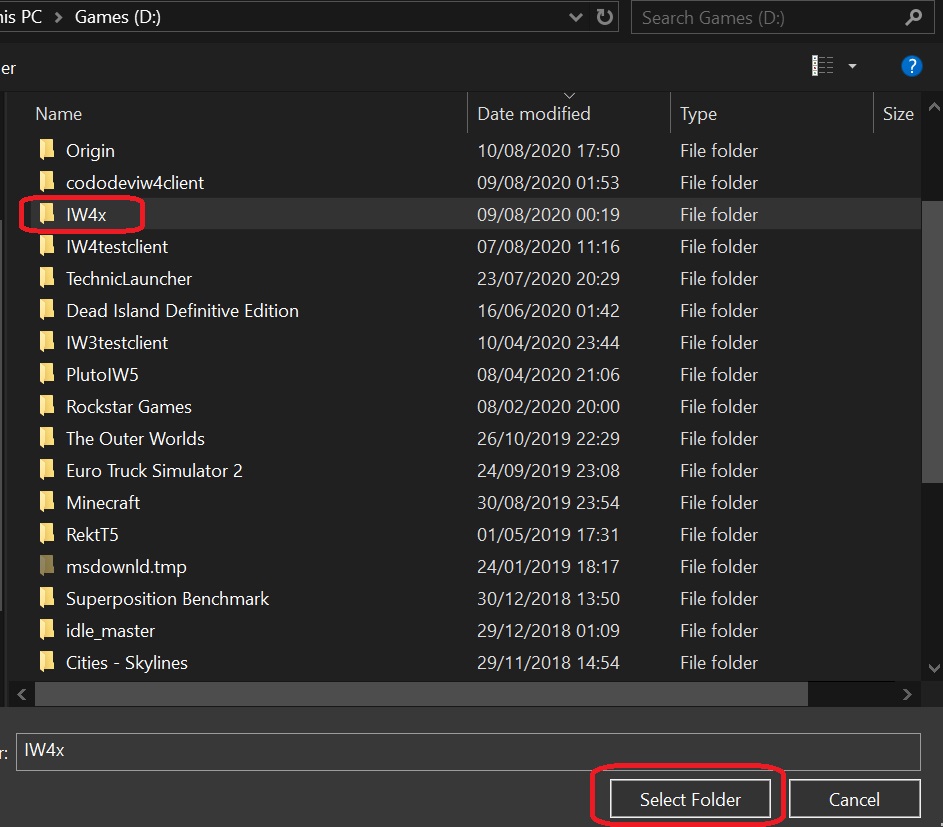 his PC > Games (D:) Search Games (D:)
er ?
Name Date modified Type Size
Origin 10/08/2020 17:50 File folder
cododeviw4client 09/08/2020 01:53 File folder
IW4x 09/08/2020 00:19 File folder
IW4testclient 07/08/2020 11:16 File folder
TechnicLauncher 23/07/2020 20:29 File folder
Dead Island Definitive Edition 16/06/2020 01:42 File folder
IW3testclient 10/04/2020 23:44 File folder
PlutoIW5 08/04/2020 21:06 File folder
Rockstar Games 08/02/2020 20:00 File folder
The Outer Worlds 26/10/2019 22:29 File folder
Euro Truck Simulator 2 24/09/2019 23:08 File folder
Minecraft 30/08/2019 23:54 File folder
RektT5 01/05/2019 17:31 File folder
msdownld.tmp 24/01/2019 18:17 File folder
Superposition Benchmark 30/12/2018 13:50 File folder
idle_master 29/12/2018 01:09 File folder
Cities - Skylines 29/11/2018 14:54 File folder
r: IW4x
Select Folder Cancel